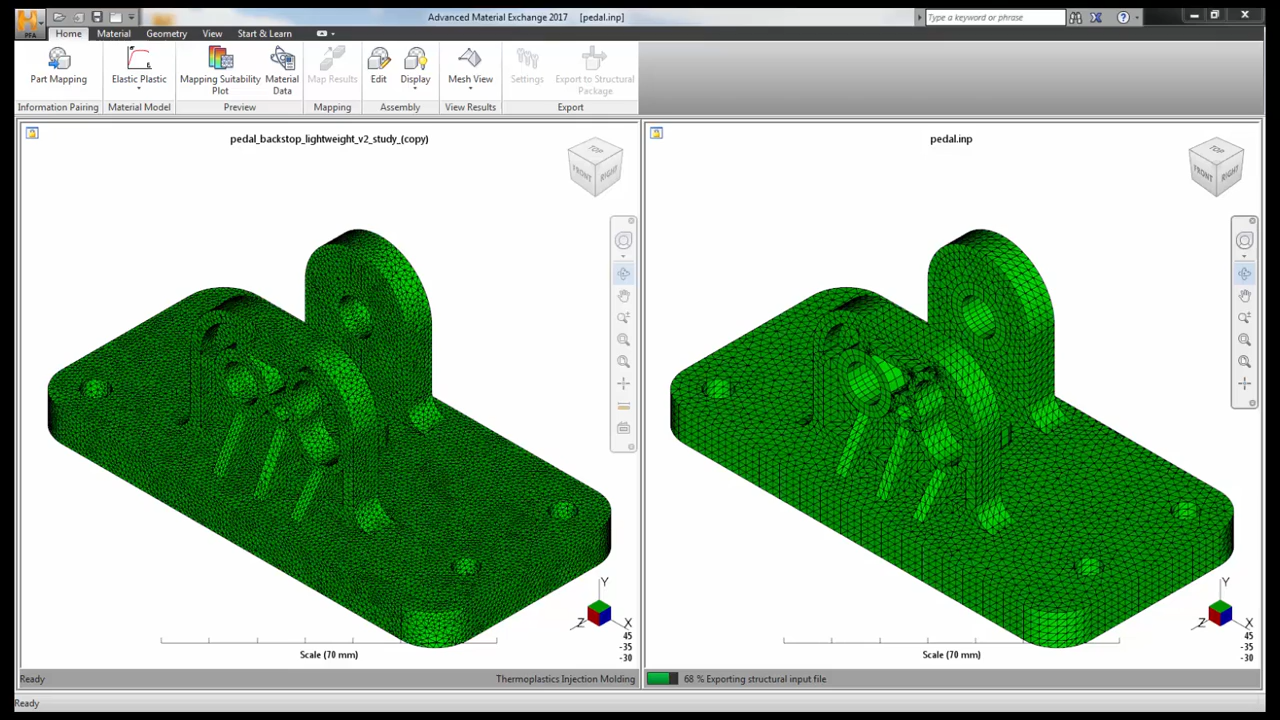 Advanced Material Exchange 2017 [pedal.inp]
Type a keyword or phrase
PFA
Home Material Geometry View Start & Learn
Part Mapping
Elastic Plastic
Mapping Suitability Plot
Material Data
Map Results
Edit
Display
Mesh View
Settings
Export to Structural Package
Information Pairing Material Model Preview Mapping Assembly View Results Export
pedal_backstop_lightweight_v2_study_(copy)
TOP
FRONT RIGHT
Y
Z X
45
-35
-30
Scale (70 mm)
Ready Thermoplastics Injection Molding
pedal.inp
TOP
FRONT RIGHT
Y
Z X
45
-35
-30
Scale (70 mm)
68 % Exporting structural input file
Ready